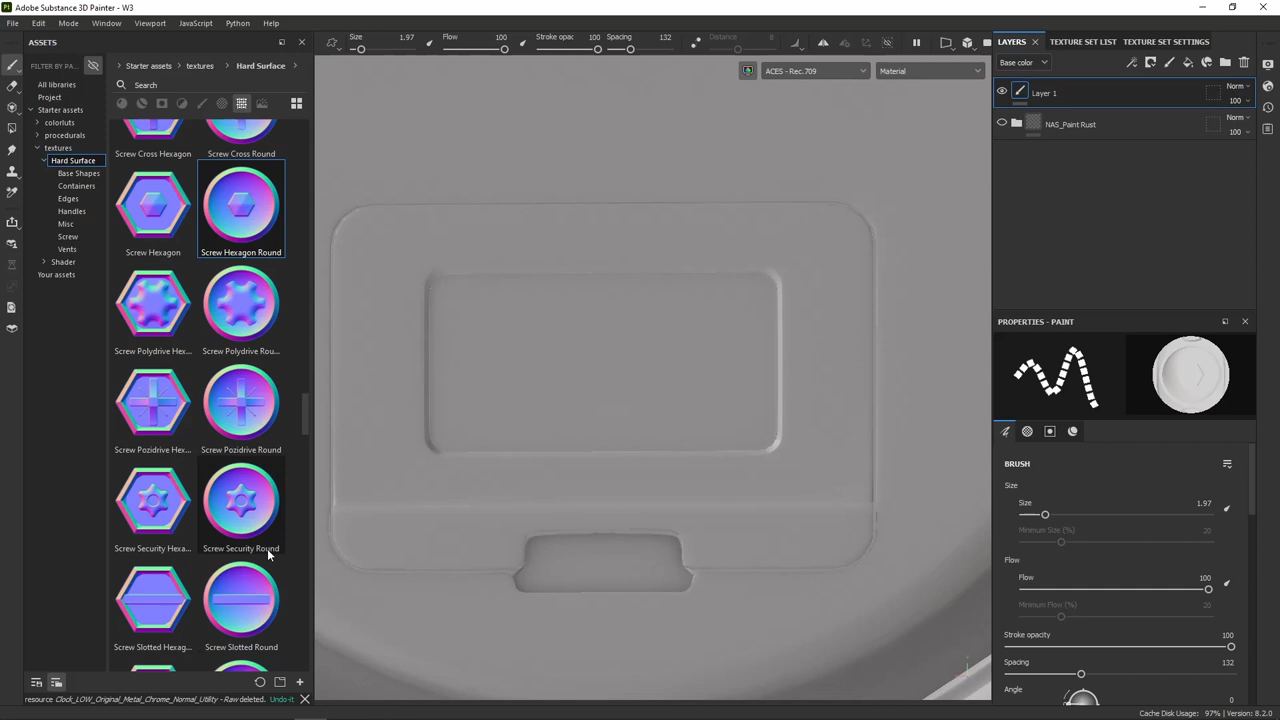 Adobe Substance 3D Painter - W3
File Edit Mode Window Viewport JavaScript Python Help
ASSETS
Size 1.97 Flow 100 Stroke opac 100 Spacing 132 Distance 8
FILTER BY PA...
Starter assets > textures > Hard Surface >
Search
All libraries
Project
Starter assets
colorluts
procedurals
textures
Hard Surface
Base Shapes
Containers
Edges
Handles
Misc
Screw
Vents
Shader
Your assets
Screw Cross Hexagon Screw Cross Round
Screw Hexagon Screw Hexagon Round
Screw Polydrive Hex... Screw Polydrive Rou...
Screw Pozidrive Hex... Screw Pozidrive Round
Screw Security Hexa... Screw Security Round
Screw Slotted Hexag... Screw Slotted Round
ACES - Rec.709 Material
LAYERS TEXTURE SET LIST TEXTURE SET SETTINGS
Base color
Layer 1 Norm 100
NAS_Paint Rust Norm 100
PROPERTIES - PAINT
BRUSH
Size
Size 1.97
Minimum Size (%) 20
Flow
Flow 100
Minimum Flow (%) 20
Stroke opacity 100
Spacing 132
Angle 0
resource Clock_LOW_Original_Metal_Chrome_Normal_Utility - Raw deleted. Undo it
Cache Disk Usage: 97% | Version: 8.2.0